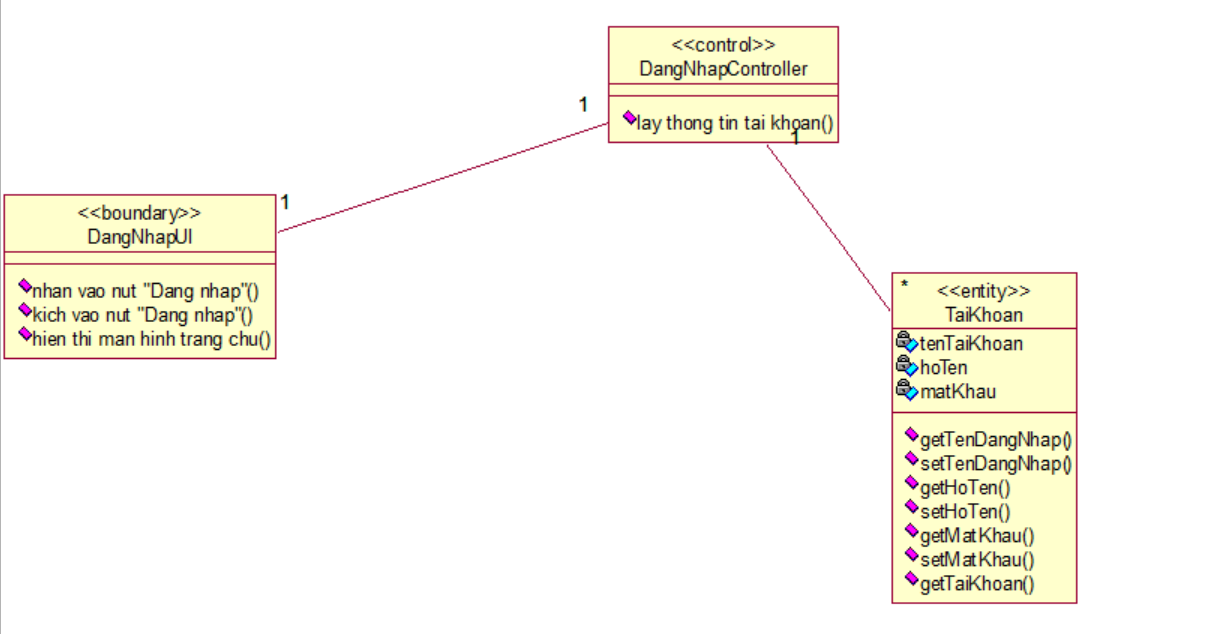 <<control>>
DangNhapController
lay thong tin tai khoan()
1
1
1
<<boundary>>
DangNhapUI
nhan vao nut "Dang nhap"()
kich vao nut "Dang nhap"()
hien thi man hinh trang chu()
*
<<entity>>
TaiKhoan
tenTaiKhoan
hoTen
matKhau
getTenDangNhap()
setTenDangNhap()
getHoTen()
setHoTen()
getMatKhau()
setMatKhau()
getTaiKhoan()